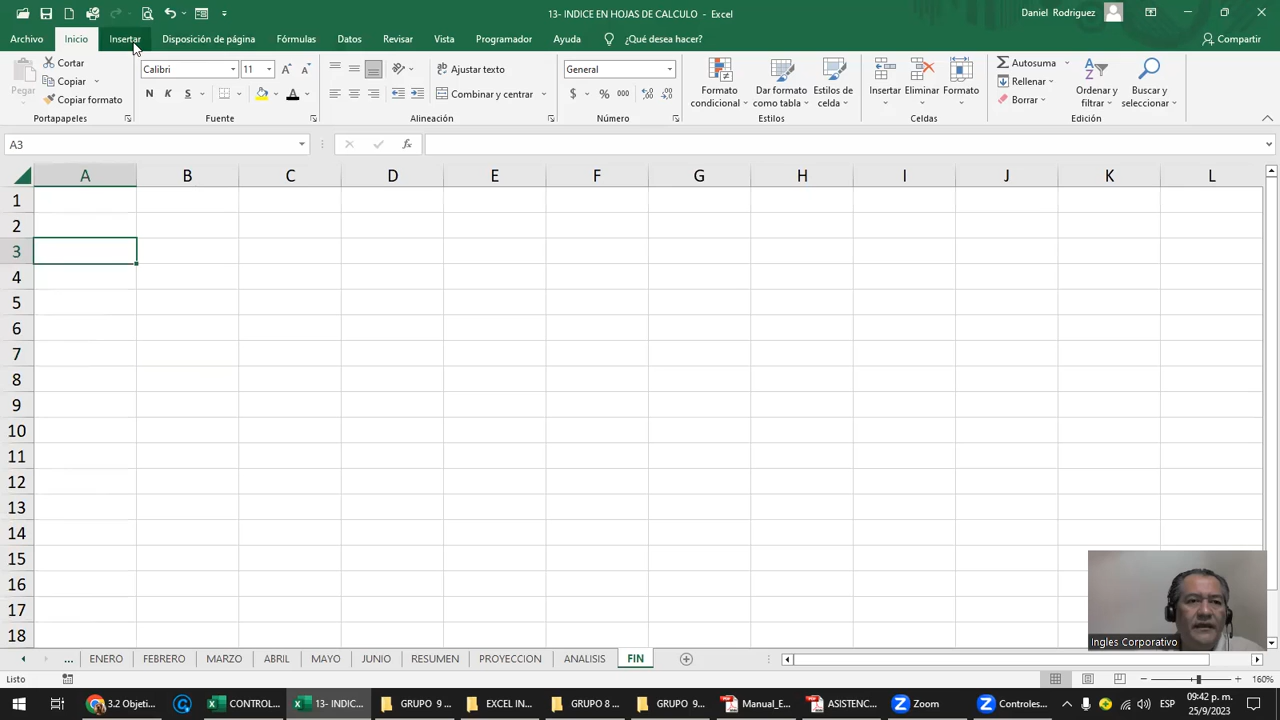 13- INDICE EN HOJAS DE CALCULO - Excel
Daniel Rodriguez
Archivo Inicio Insertar Disposición de página Fórmulas Datos Revisar Vista Programador Ayuda ¿Qué desea hacer? Compartir
Pegar
Cortar
Copiar
Copiar formato
Portapapeles
Calibri 11
N K S A
Fuente
Ajustar texto
Combinar y centrar
Alineación
General
$ % 000
Número
Formato condicional
Dar formato como tabla
Estilos de celda
Estilos
Insertar Eliminar Formato
Celdas
Autosuma
Rellenar
Borrar
Ordenar y filtrar
Buscar y seleccionar
Edición
A3 fx
A B C D E F G H I J K L
1
2
3
4
5
6
7
8
9
10
11
12
13
14
15
16
17
18
Ingles Corporativo
... ENERO FEBRERO MARZO ABRIL MAYO JUNIO RESUMEN PROYECCION ANALISIS FIN
Listo 160%
3.2 Objeti... CONTROL... 13- INDIC... GRUPO 9 ... EXCEL IN... GRUPO 8 ... GRUPO 9... Manual_E... ASISTENC... Zoom Controles... ESP 09:42 p. m.
25/9/2023